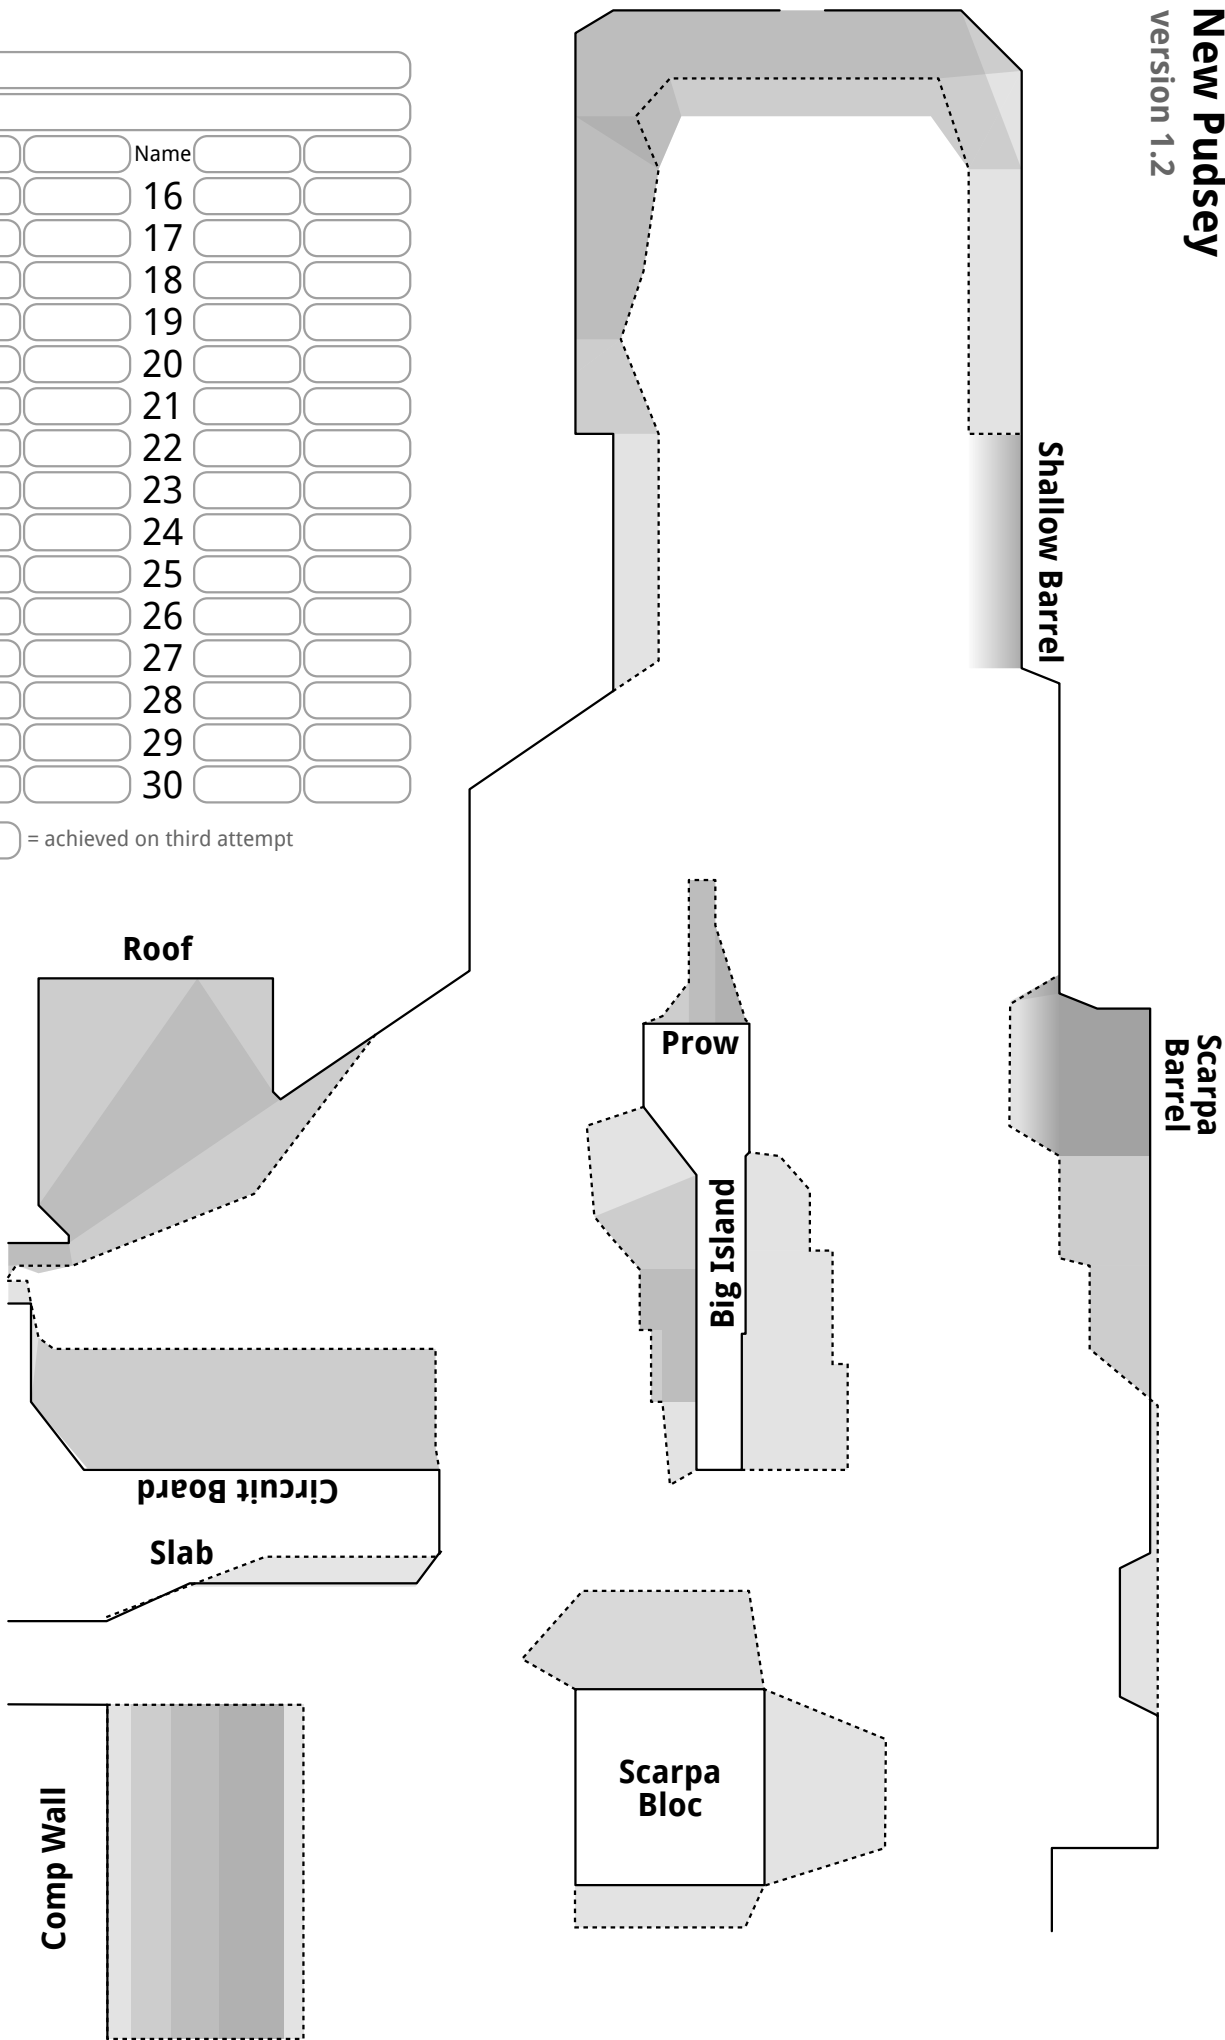 New Pudsey
version 1.2
Name
16
17
18
19
20
21
22
23
24
25
26
27
28
29
30
= achieved on third attempt
Shallow Barrel
Roof
Prow
Scarpa
Barrel
Big Island
Circuit Board
Slab
Scarpa
Bloc
Comp Wall